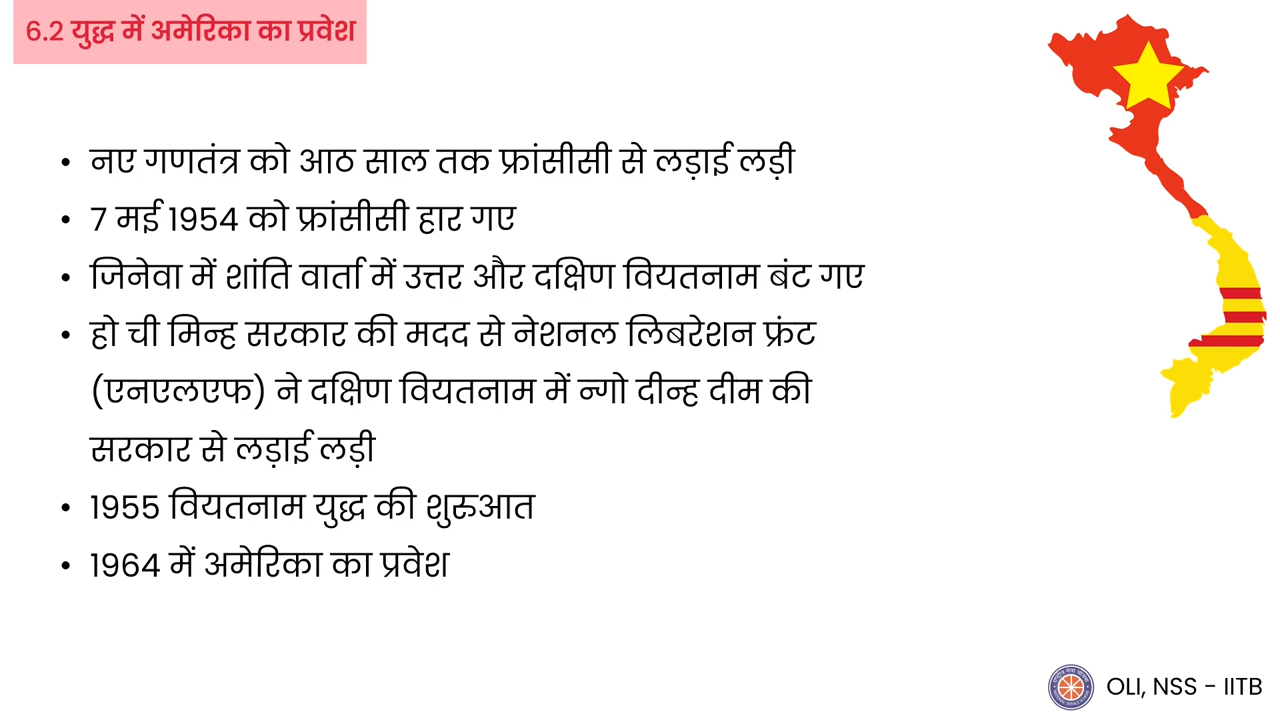 6.2 युद्ध में अमेरिका का प्रवेश
• नए गणतंत्र को आठ साल तक फ्रांसीसी से लड़ाई लड़ी
• 7 मई 1954 को फ्रांसीसी हार गए
• जिनेवा में शांति वार्ता में उत्तर और दक्षिण वियतनाम बंट गए
• हो ची मिन्ह सरकार की मदद से नेशनल लिबरेशन फ्रंट
(एनएलएफ) ने दक्षिण वियतनाम में न्गो दीन्ह दीम की
सरकार से लड़ाई लड़ी
• 1955 वियतनाम युद्ध की शुरुआत
• 1964 में अमेरिका का प्रवेश
OLI, NSS - IITB